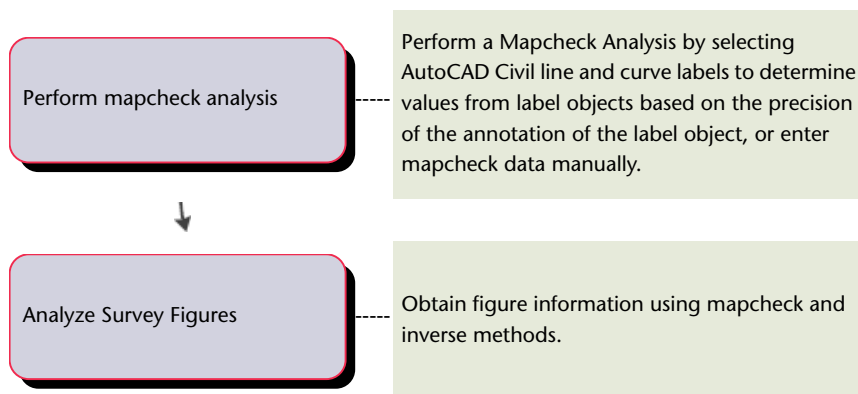 Perform mapcheck analysis
Perform a Mapcheck Analysis by selecting
AutoCAD Civil line and curve labels to determine
values from label objects based on the precision
of the annotation of the label object, or enter
mapcheck data manually.
Analyze Survey Figures
Obtain figure information using mapcheck and
inverse methods.